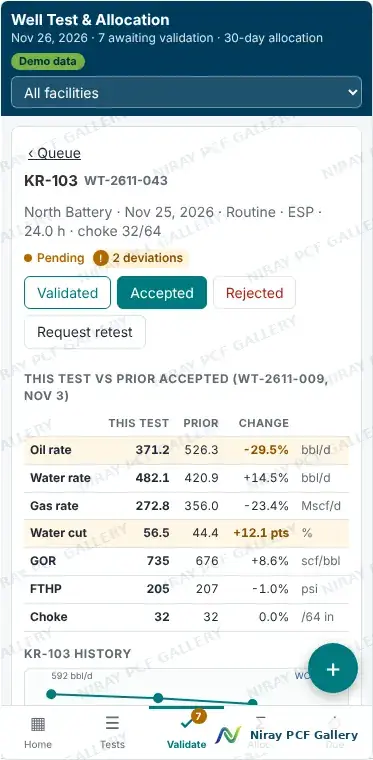 Well Test & Allocation
Nov 26, 2026 · 7 awaiting validation · 30-day allocation
Demo data
All facilities
‹ Queue
KR-103 WT-2611-043
North Battery · Nov 25, 2026 · Routine · ESP ·
24.0 h · choke 32/64
Pending ! 2 deviations
Validated Accepted Rejected
Request retest
THIS TEST VS PRIOR ACCEPTED (WT-2611-009,
NOV 3)
THIS TEST PRIOR CHANGE
Oil rate 371.2 526.3 -29.5% bbl/d
Water rate 482.1 420.9 +14.5% bbl/d
Gas rate 272.8 356.0 -23.4% Mscf/d
Water cut 56.5 44.4 +12.1 pts %
GOR 735 676 +8.6% scf/bbl
FTHP 205 207 -1.0% psi
Choke 32 32 0.0% /64 in
KR-103 HISTORY
592 bbl/d
+
7
Home Tests Validate Alloc
Niray PCF Gallery
NIRAY PCF GALLERY